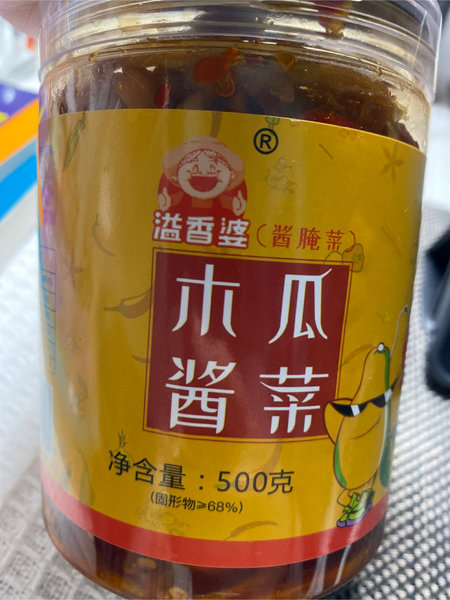 ®
溢香婆（酱腌菜）
木瓜
酱菜
净含量：500克
(固形物≥68%)